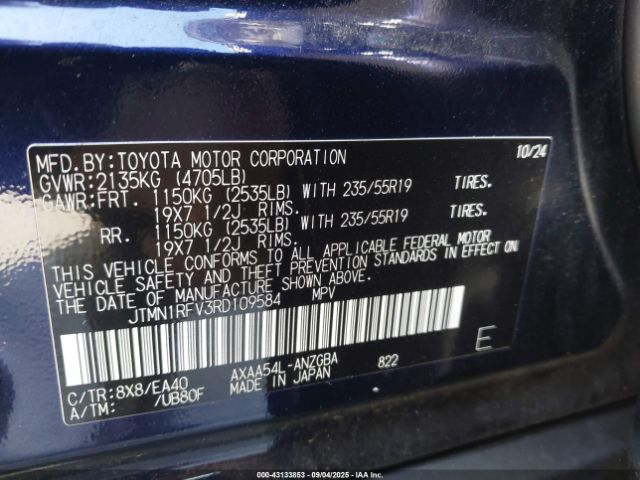 MFD.BY:TOYOTA MOTOR CORPORATION 10/24
GVWR:2135KG (4705LB)
GAWR:FRT. 1150KG (2535LB) WITH 235/55R19 TIRES.
19X7 1/2J RIMS.
RR. 1150KG (2535LB) WITH 235/55R19 TIRES.
19X7 1/2J RIMS.
THIS VEHICLE CONFORMS TO ALL APPLICABLE FEDERAL MOTOR
VEHICLE SAFETY AND THEFT PREVENTION STANDARDS IN EFFECT ON
THE DATE OF MANUFACTURE SHOWN ABOVE.
JTMN1RFV3RD109584 MPV
E
C/TR:8X8/EA40 AXAA54L-ANZGBA 822
A/TM: /UB80F MADE IN JAPAN
000-43133853 - 09/04/2025 - IAAI.COM